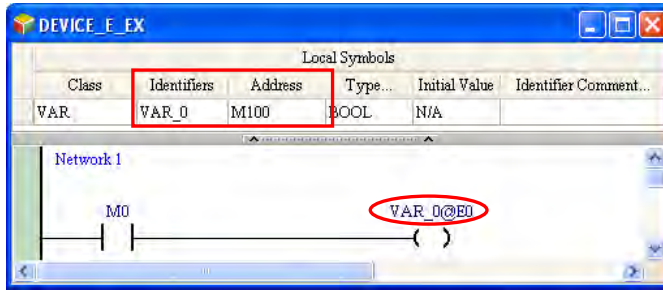 DEVICE_E_EX
Local Symbols
Class Identifiers Address Type... Initial Value Identifier Comment...
VAR VAR_0 M100 BOOL N/A
Network 1
M0 VAR_0@E0